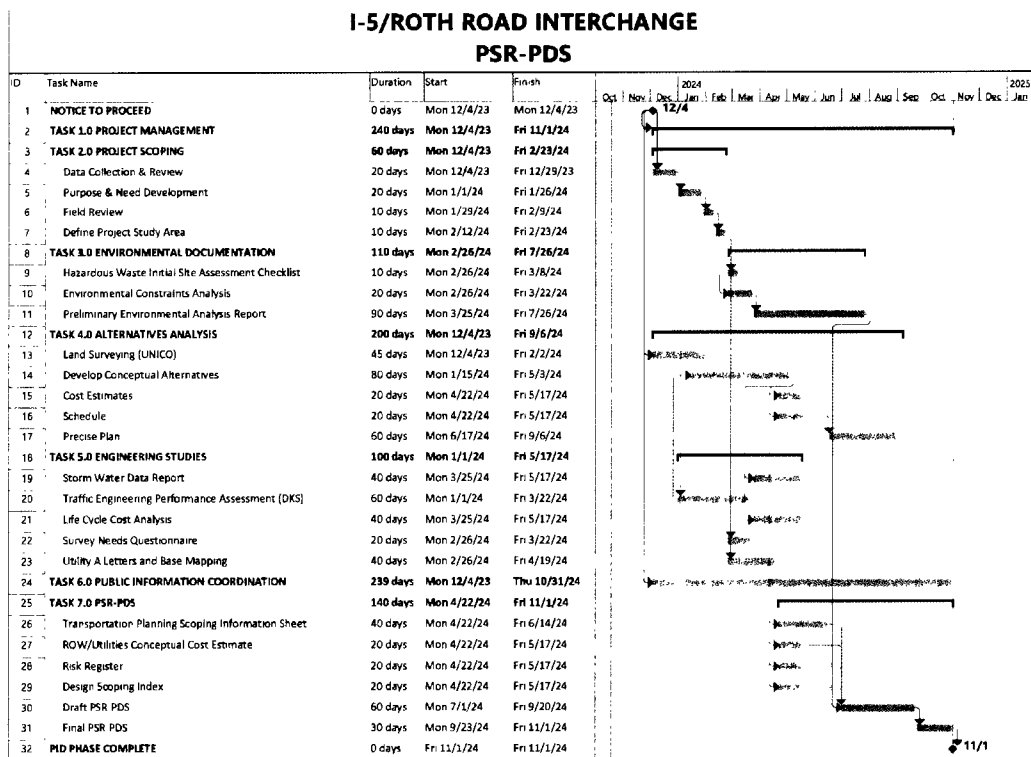 I-5/ROTH ROAD INTERCHANGE
PSR-PDS
ID Task Name Duration Start Finish 2024 2025
Oct Nov Dec Jan Feb Mar Apr May Jun Jul Aug Sep Oct Nov Dec Jan
1 NOTICE TO PROCEED 0 days Mon 12/4/23 Mon 12/4/23 12/4
2 TASK 1.0 PROJECT MANAGEMENT 240 days Mon 12/4/23 Fri 11/1/24
3 TASK 2.0 PROJECT SCOPING 60 days Mon 12/4/23 Fri 2/23/24
4 Data Collection & Review 20 days Mon 12/4/23 Fri 12/29/23
5 Purpose & Need Development 20 days Mon 1/1/24 Fri 1/26/24
6 Field Review 10 days Mon 1/29/24 Fri 2/9/24
7 Define Project Study Area 10 days Mon 2/12/24 Fri 2/23/24
8 TASK 3.0 ENVIRONMENTAL DOCUMENTATION 110 days Mon 2/26/24 Fri 7/26/24
9 Hazardous Waste Initial Site Assessment Checklist 10 days Mon 2/26/24 Fri 3/8/24
10 Environmental Constraints Analysis 20 days Mon 2/26/24 Fri 3/22/24
11 Preliminary Environmental Analysis Report 90 days Mon 3/25/24 Fri 7/26/24
12 TASK 4.0 ALTERNATIVES ANALYSIS 200 days Mon 12/4/23 Fri 9/6/24
13 Land Surveying (UNICO) 45 days Mon 12/4/23 Fri 2/2/24
14 Develop Conceptual Alternatives 80 days Mon 1/15/24 Fri 5/3/24
15 Cost Estimates 20 days Mon 4/22/24 Fri 5/17/24
16 Schedule 20 days Mon 4/22/24 Fri 5/17/24
17 Precise Plan 60 days Mon 6/17/24 Fri 9/6/24
18 TASK 5.0 ENGINEERING STUDIES 100 days Mon 1/1/24 Fri 5/17/24
19 Storm Water Data Report 40 days Mon 3/25/24 Fri 5/17/24
20 Traffic Engineering Performance Assessment (DKS) 60 days Mon 1/1/24 Fri 3/22/24
21 Life Cycle Cost Analysis 40 days Mon 3/25/24 Fri 5/17/24
22 Survey Needs Questionnaire 20 days Mon 2/26/24 Fri 3/22/24
23 Utility A Letters and Base Mapping 40 days Mon 2/26/24 Fri 4/19/24
24 TASK 6.0 PUBLIC INFORMATION COORDINATION 239 days Mon 12/4/23 Thu 10/31/24
25 TASK 7.0 PSR-PDS 140 days Mon 4/22/24 Fri 11/1/24
26 Transportation Planning Scoping Information Sheet 40 days Mon 4/22/24 Fri 6/14/24
27 ROW/Utilities Conceptual Cost Estimate 20 days Mon 4/22/24 Fri 5/17/24
28 Risk Register 20 days Mon 4/22/24 Fri 5/17/24
29 Design Scoping Index 20 days Mon 4/22/24 Fri 5/17/24
30 Draft PSR PDS 60 days Mon 7/1/24 Fri 9/20/24
31 Final PSR PDS 30 days Mon 9/23/24 Fri 11/1/24
32 PID PHASE COMPLETE 0 days Fri 11/1/24 Fri 11/1/24 11/1